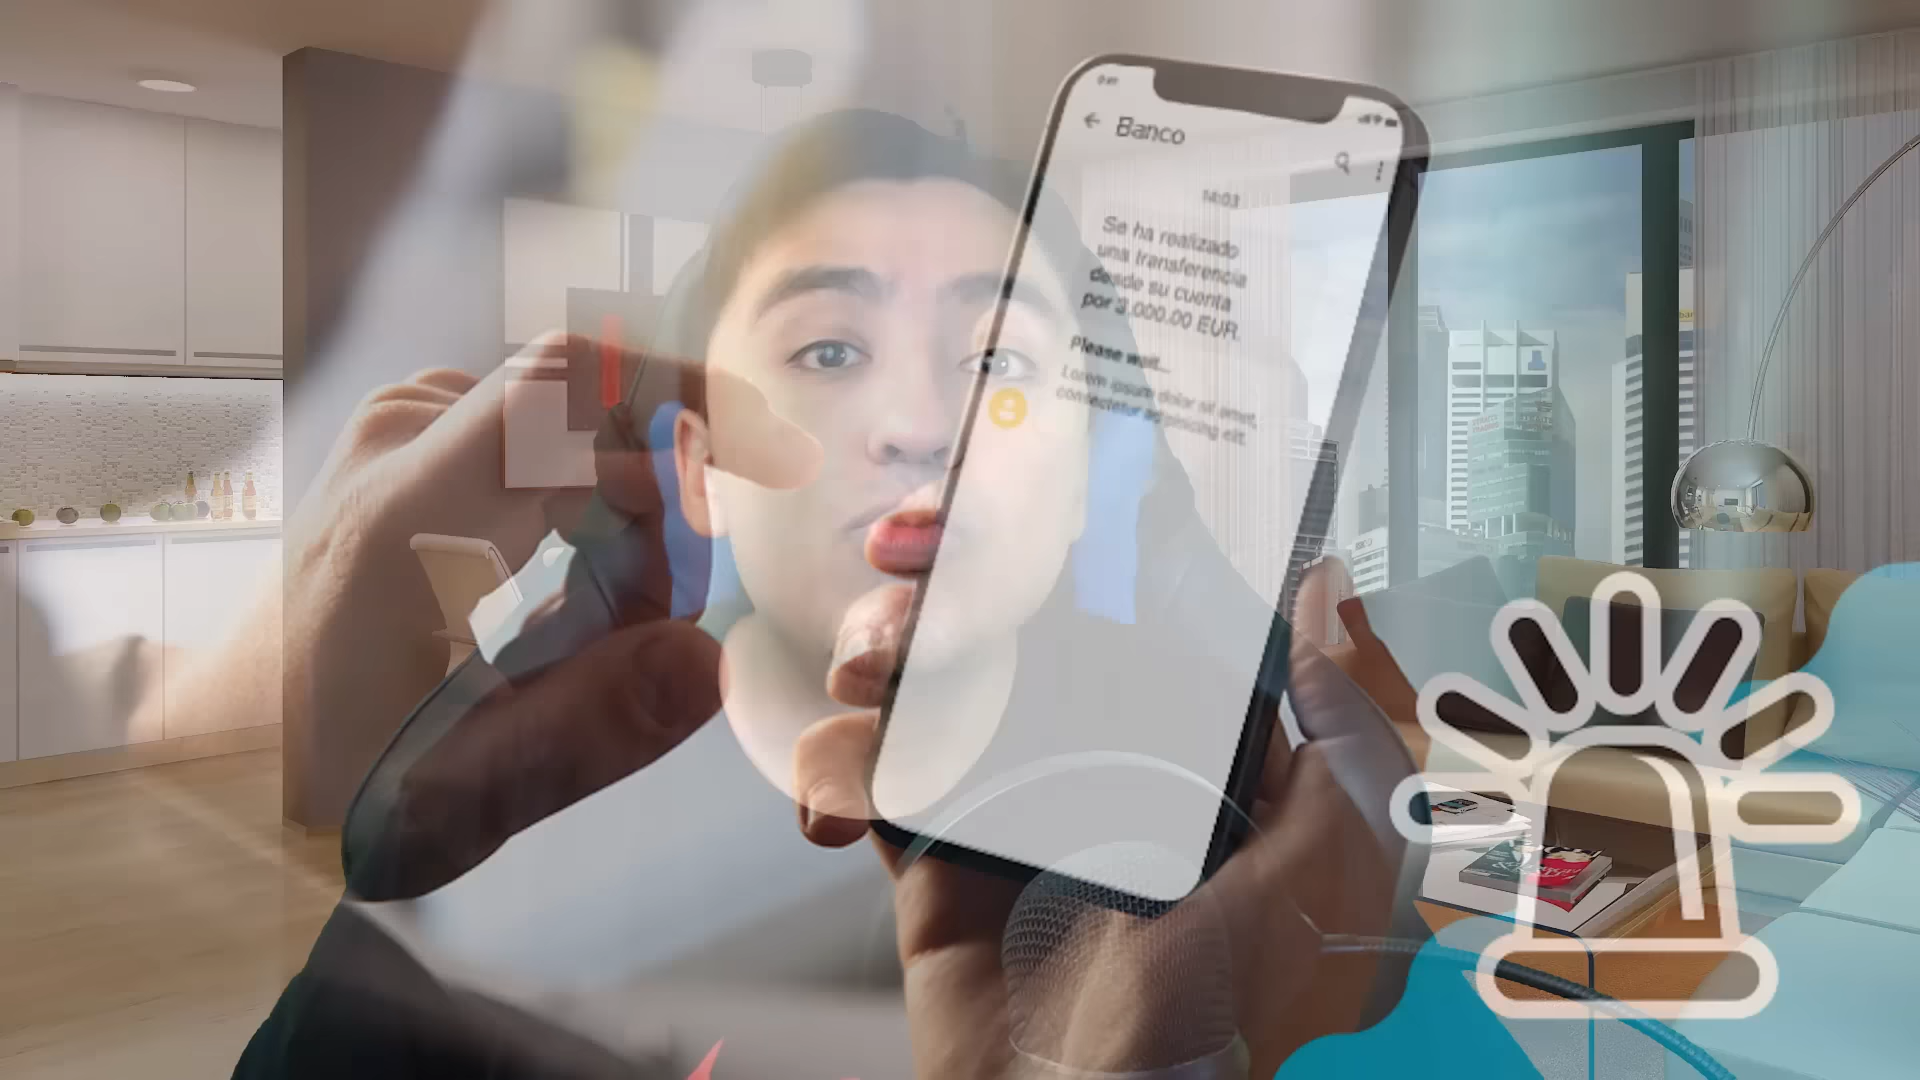 Banco
14:03
Se ha realizado
una transferencia
desde su cuenta
por 3.000.00 EUR.
Please wait...
Lorem ipsum dolor sit amet,
consectetur adipiscing elit.